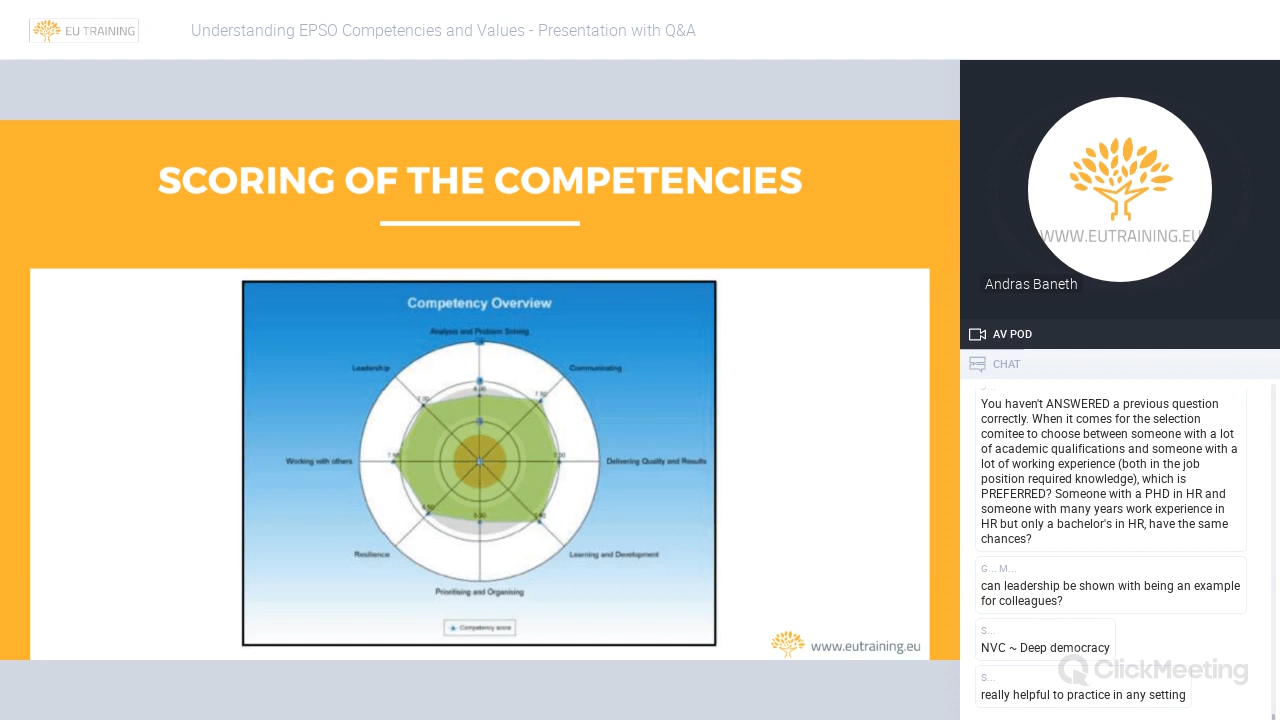 EU TRAINING
Understanding EPSO Competencies and Values - Presentation with Q&A
SCORING OF THE COMPETENCIES
Competency Overview
Analysis and Problem Solving
Leadership
Communicating
Working with others
Delivering Quality and Results
Resilience
Learning and Development
Prioritising and Organising
Competency score
www.eutraining.eu
WWW.EUTRAINING.EU
Andras Baneth
AV POD
CHAT
You haven't ANSWERED a previous question
correctly. When it comes for the selection
comitee to choose between someone with a lot
of academic qualifications and someone with a
lot of working experience (both in the job
position required knowledge), which is
PREFERRED? Someone with a PHD in HR and
someone with many years work experience in
HR but only a bachelor's in HR, have the same
chances?
G... M...
can leadership be shown with being an example
for colleagues?
S...
NVC ~ Deep democracy
S...
really helpful to practice in any setting
ClickMeeting